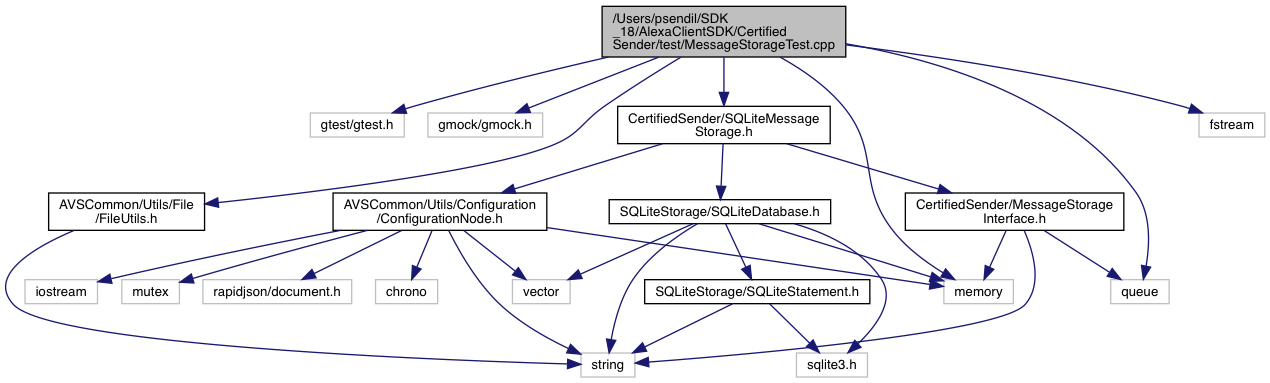 /Users/psendil/SDK
_18/AlexaClientSDK/Certified
Sender/test/MessageStorageTest.cpp
gtest/gtest.h
gmock/gmock.h
CertifiedSender/SQLiteMessage
Storage.h
fstream
AVSCommon/Utils/File
/FileUtils.h
AVSCommon/Utils/Configuration
/ConfigurationNode.h
SQLiteStorage/SQLiteDatabase.h
CertifiedSender/MessageStorage
Interface.h
iostream
mutex
rapidjson/document.h
chrono
vector
SQLiteStorage/SQLiteStatement.h
memory
queue
string
sqlite3.h